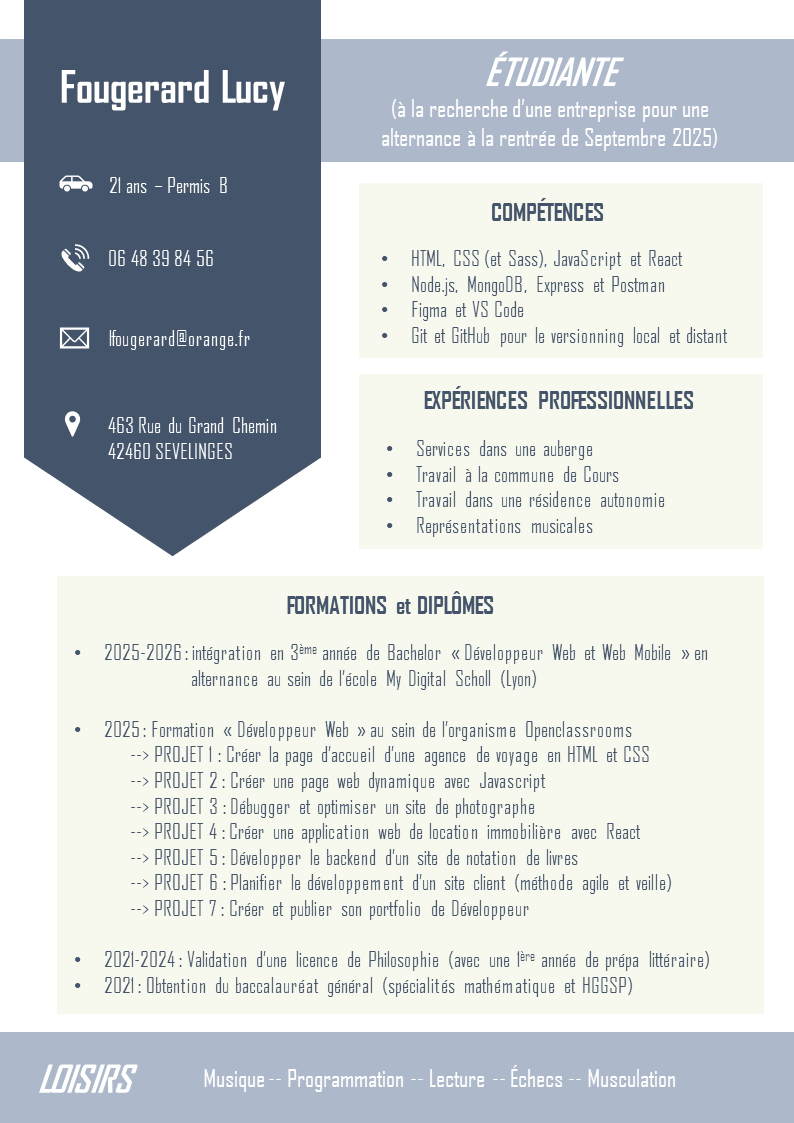 Fougerard Lucy
21 ans – Permis B
06 48 39 84 56
lfougerard@orange.fr
463 Rue du Grand Chemin
42460 SEVELINGES
ÉTUDIANTE
(à la recherche d'une entreprise pour une
alternance à la rentrée de Septembre 2025)
COMPÉTENCES
• HTML, CSS (et Sass), JavaScript et React
• Node.js, MongoDB, Express et Postman
• Figma et VS Code
• Git et GitHub pour le versionning local et distant
EXPÉRIENCES PROFESSIONNELLES
• Services dans une auberge
• Travail à la commune de Cours
• Travail dans une résidence autonomie
• Représentations musicales
FORMATIONS et DIPLÔMES
• 2025-2026 : intégration en 3ème année de Bachelor « Développeur Web et Web Mobile » en
alternance au sein de l'école My Digital Scholl (Lyon)
• 2025 : Formation « Développeur Web » au sein de l'organisme Openclassrooms
--> PROJET 1 : Créer la page d'accueil d'une agence de voyage en HTML et CSS
--> PROJET 2 : Créer une page web dynamique avec Javascript
--> PROJET 3 : Débugger et optimiser un site de photographe
--> PROJET 4 : Créer une application web de location immobilière avec React
--> PROJET 5 : Développer le backend d'un site de notation de livres
--> PROJET 6 : Planifier le développement d'un site client (méthode agile et veille)
--> PROJET 7 : Créer et publier son portfolio de Développeur
• 2021-2024 : Validation d'une licence de Philosophie (avec une 1ère année de prépa littéraire)
• 2021 : Obtention du baccalauréat général (spécialités mathématique et HGGSP)
LOISIRS
Musique -- Programmation -- Lecture -- Échecs -- Musculation